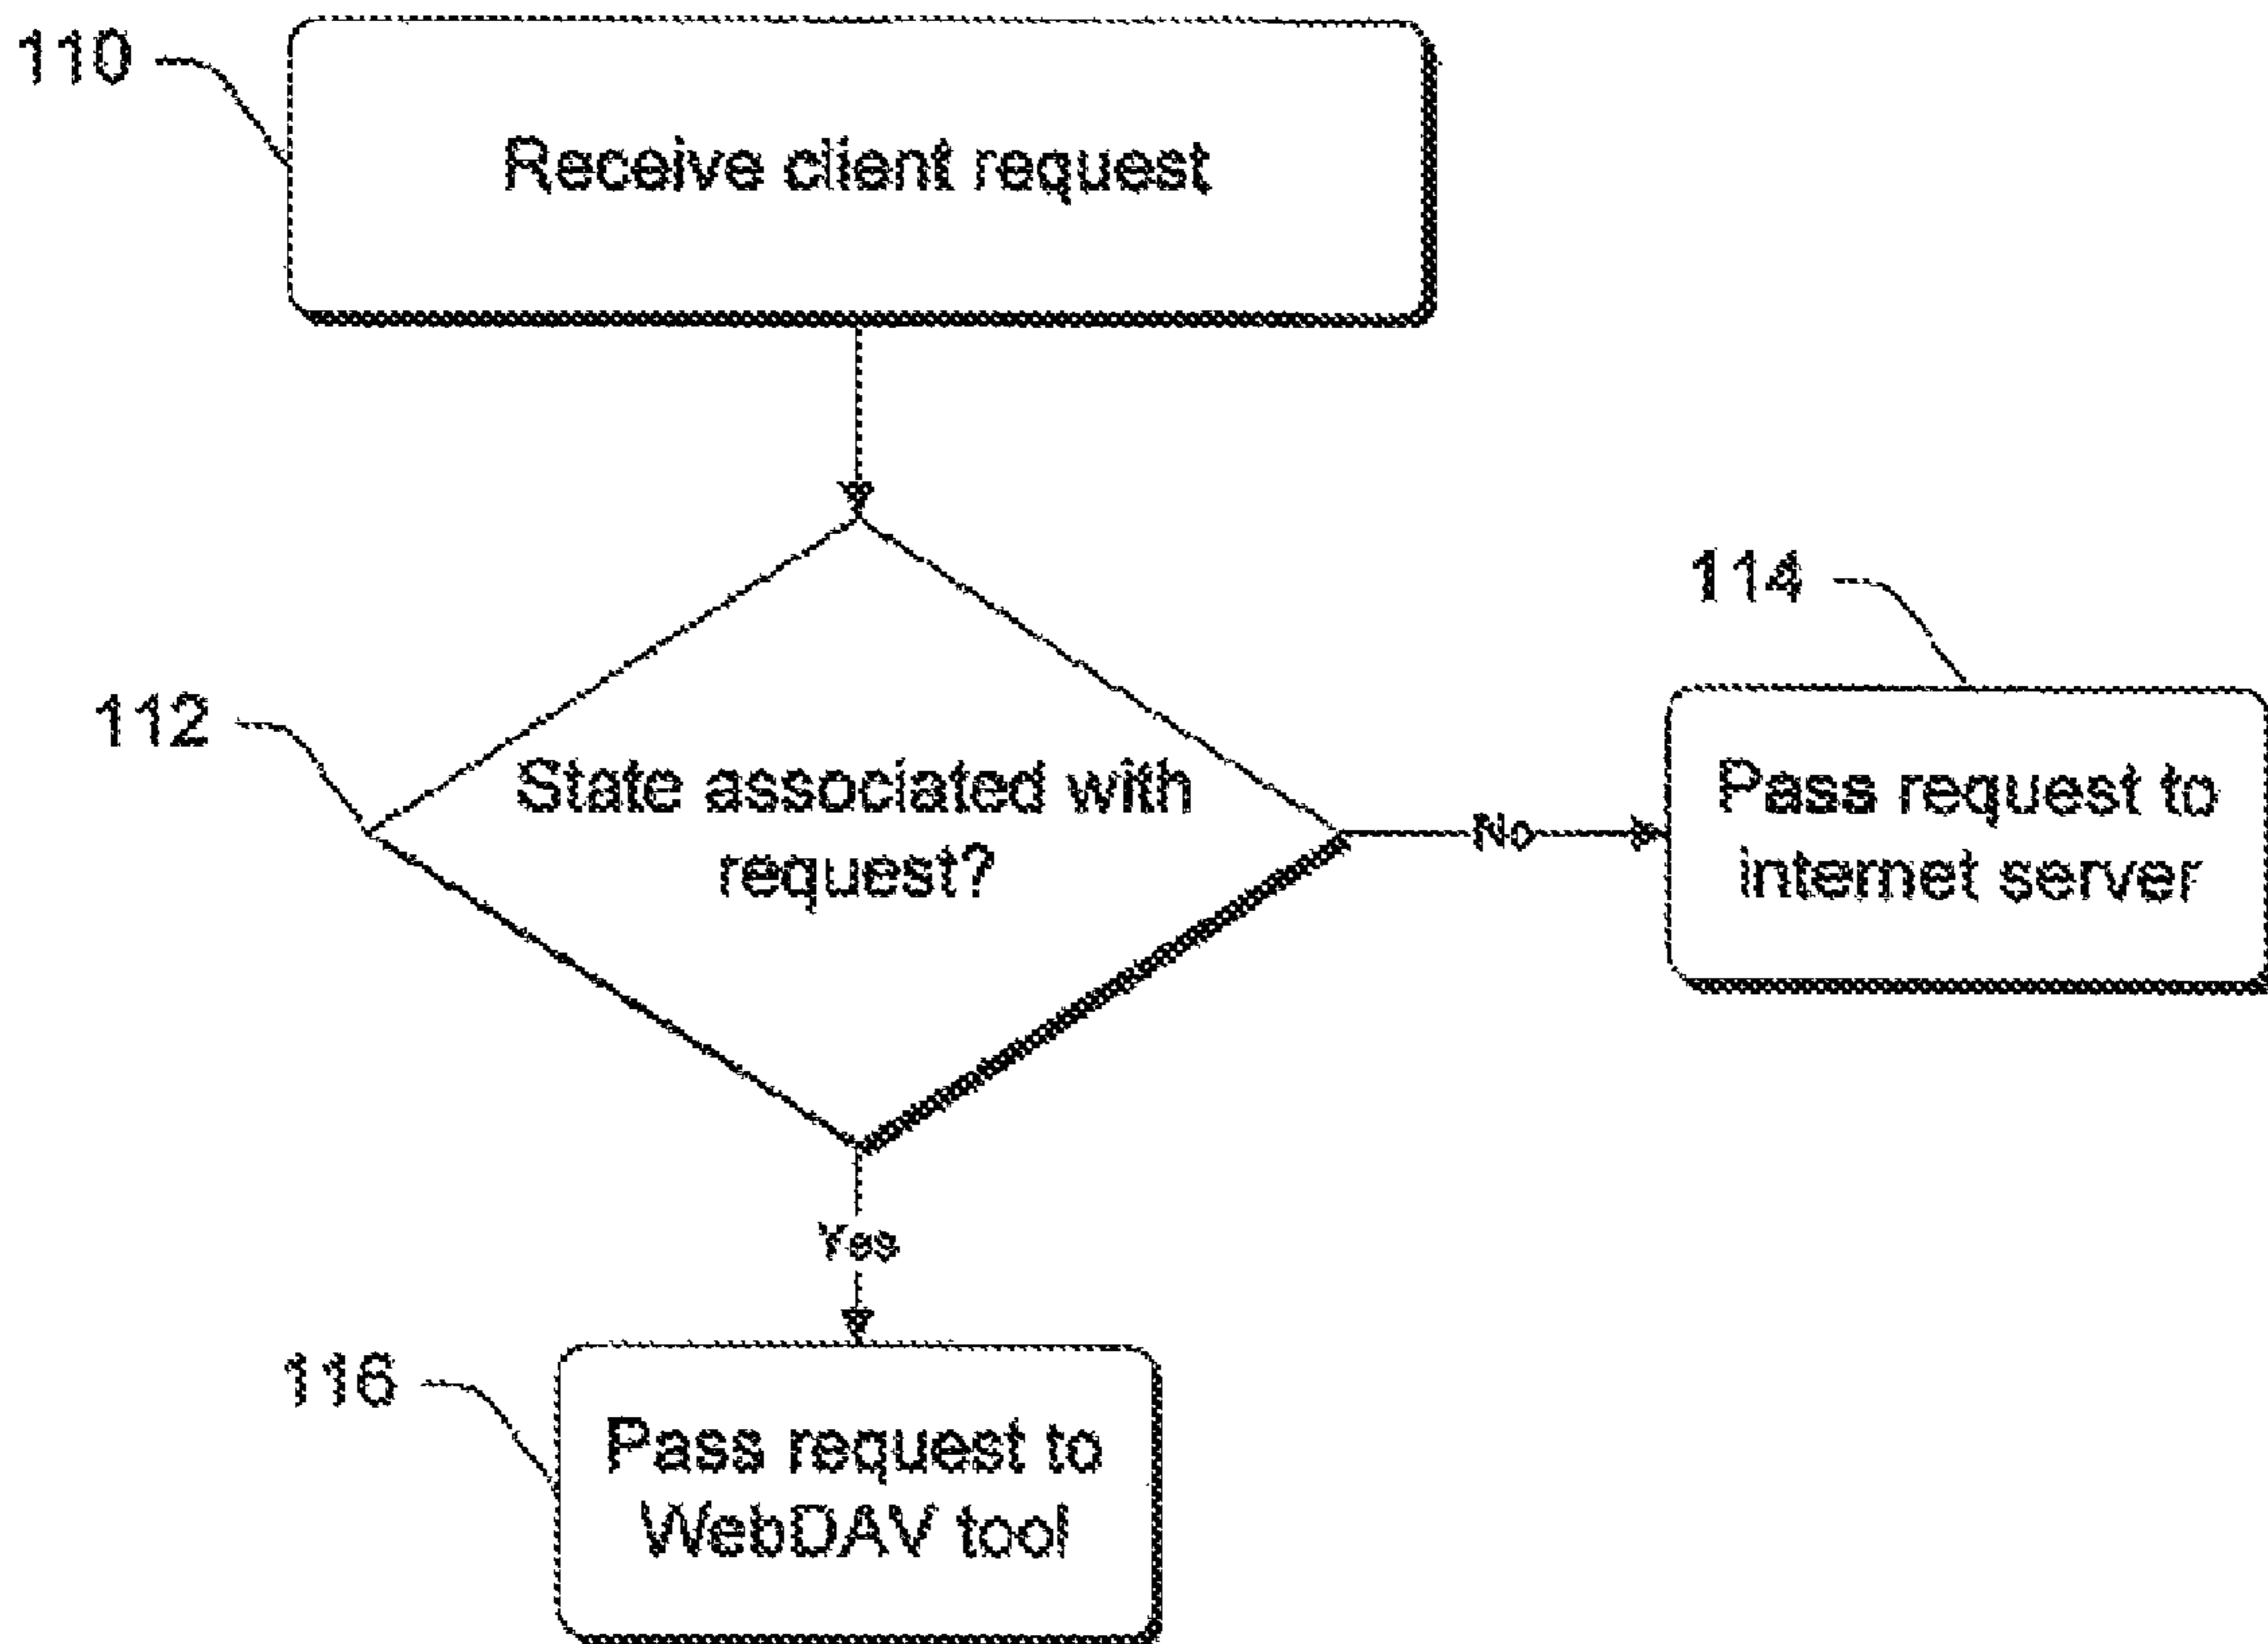 110
Receive client request
112
State associated with
request?
No
114
Pass request to
internet server
Yes
116
Pass request to
WebDAV tool